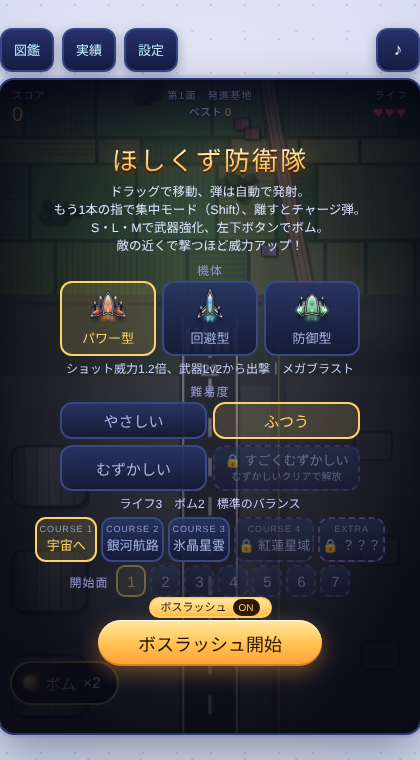 図鑑 実績 設定 ♪
スコア 第1面 発進基地 ライフ
0 ベスト 0 ♥♥♥
ほしくず防衛隊
ドラッグで移動、弾は自動で発射。
もう1本の指で集中モード（Shift）、離すとチャージ弾。
S・L・Mで武器強化、左下ボタンでボム。
敵の近くで撃つほど威力アップ！
機体
パワー型 回避型 防御型
ショット威力1.2倍、武器Lv2から出撃｜メガブラスト
難易度
やさしい ふつう
むずかしい 🔒 すごくむずかしい
むずかしいクリアで解放
ライフ3 ボム2｜標準のバランス
COURSE 1 COURSE 2 COURSE 3 COURSE 4 EXTRA
宇宙へ 銀河航路 氷晶星雲 🔒 紅蓮星域 🔒 ？？？
開始面 1 2 3 4 5 6 7
ボスラッシュ ON
ボスラッシュ開始
ボム ×2